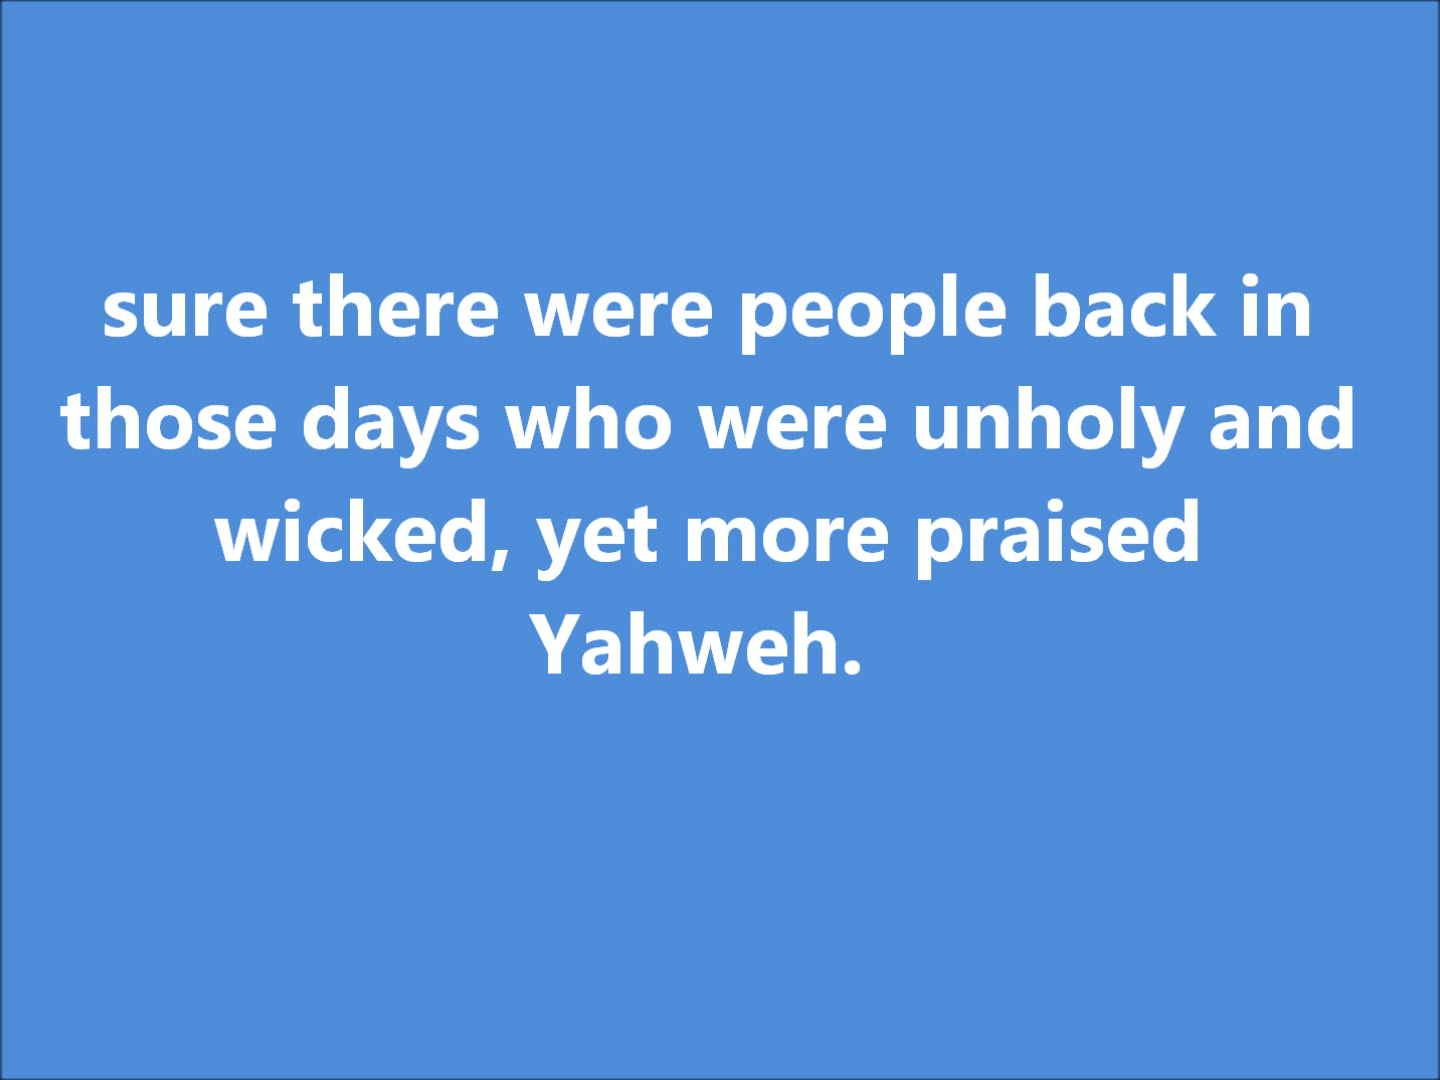 sure there were people back in
those days who were unholy and
wicked, yet more praised
Yahweh.